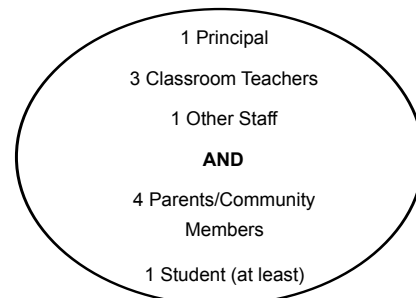 1 Principal
3 Classroom Teachers
1 Other Staff
AND
4 Parents/Community
Members
1 Student (at least)